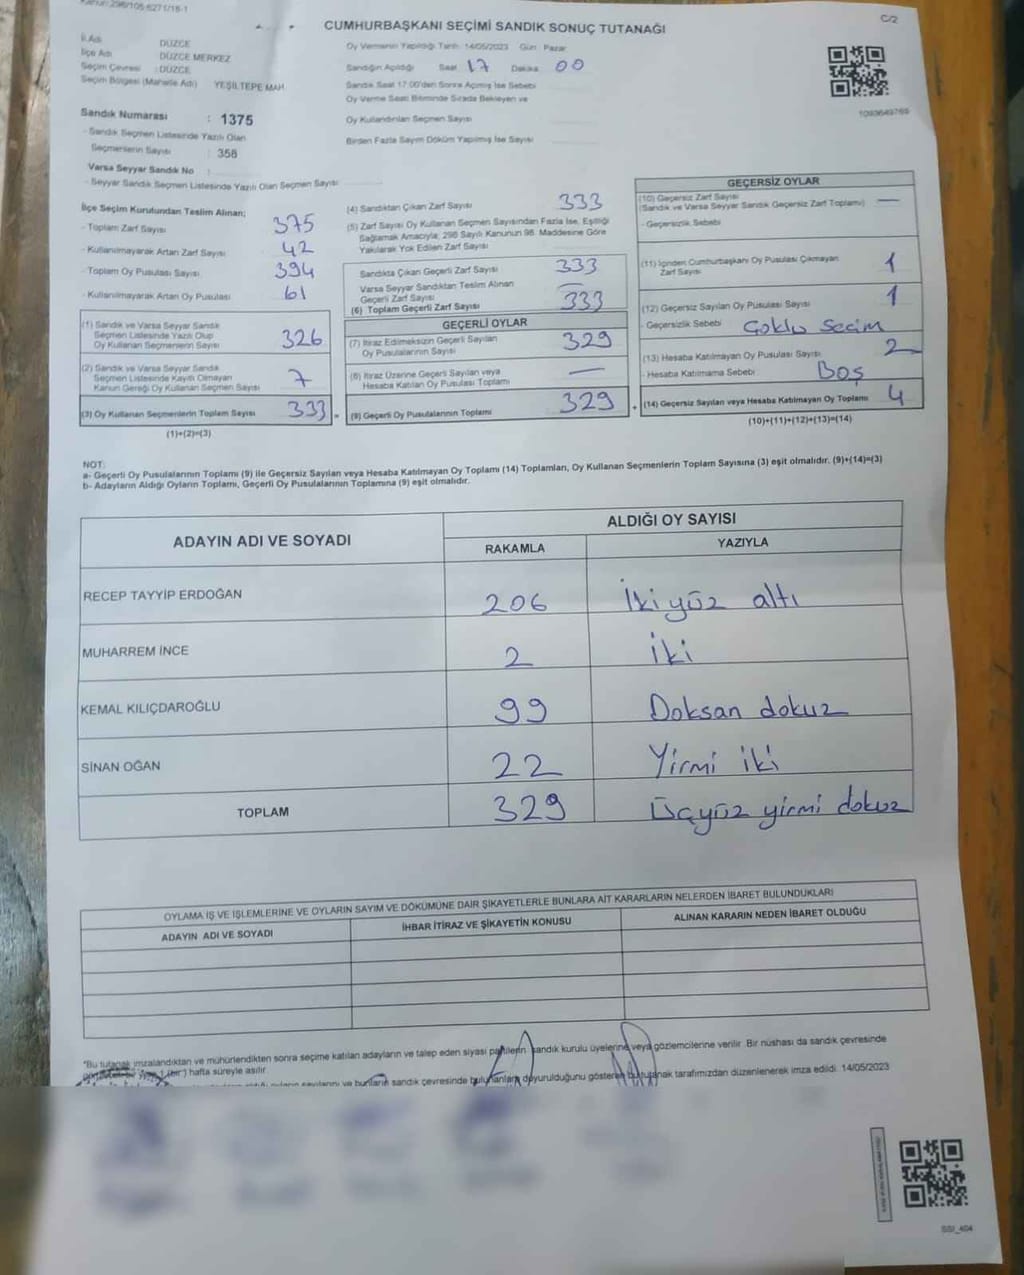 Kanun:298/105-6271/18-1
C/2
CUMHURBAŞKANI SEÇİMİ SANDIK SONUÇ TUTANAĞI
İl Adı : DÜZCE
İlçe Adı : DÜZCE MERKEZ
Seçim Çevresi : DÜZCE
Seçim Bölgesi (Mahalle Adı) : YEŞİLTEPE MAH.
Oy Vermenin Yapıldığı Tarih: 14/05/2023 Gün: Pazar
Sandığın Açıldığı Saat 17 Dakika 00
Sandık Saat 17:00'den Sonra Açılmış İse Sebebi
Oy Verme Saati Bitiminde Sırada Bekleyen ve
Oy Kullandırılan Seçmen Sayısı
Birden Fazla Sayım Döküm Yapılmış İse Sayısı
1093649769
Sandık Numarası : 1375
- Sandık Seçmen Listesinde Yazılı Olan
Seçmenlerin Sayısı : 358
Varsa Seyyar Sandık No :
- Seyyar Sandık Seçmen Listesinde Yazılı Olan Seçmen Sayısı
İlçe Seçim Kurulundan Teslim Alınan;
- Toplam Zarf Sayısı 375
- Kullanılmayarak Artan Zarf Sayısı 42
- Toplam Oy Pusulası Sayısı 394
- Kullanılmayarak Artan Oy Pusulası 61
(1) Sandık ve Varsa Seyyar Sandık
Seçmen Listesinde Yazılı Olup
Oy Kullanan Seçmenlerin Sayısı 326
(2) Sandık ve Varsa Seyyar Sandık
Seçmen Listesinde Kayıtlı Olmayan
Kanun Gereği Oy Kullanan Seçmen Sayısı 7
(3) Oy Kullanan Seçmenlerin Toplam Sayısı 333 =
(1)+(2)=(3)
(4) Sandıktan Çıkan Zarf Sayısı 333
(5) Zarf Sayısı Oy Kullanan Seçmen Sayısından Fazla İse, Eşitliği
Sağlamak Amacıyla; 298 Sayılı Kanunun 98. Maddesine Göre
Yakılarak Yok Edilen Zarf Sayısı
Sandıkta Çıkan Geçerli Zarf Sayısı 333
Varsa Seyyar Sandıktan Teslim Alınan
Geçerli Zarf Sayısı —
(6) Toplam Geçerli Zarf Sayısı 333
GEÇERLİ OYLAR
(7) İtiraz Edilmeksizin Geçerli Sayılan
Oy Pusulalarının Sayısı 329
(8) İtiraz Üzerine Geçerli Sayılan veya
Hesaba Katılan Oy Pusulası Toplamı —
(9) Geçerli Oy Pusulalarının Toplamı 329 +
GEÇERSİZ OYLAR
(10) Geçersiz Zarf Sayısı
(Sandık ve Varsa Seyyar Sandık Geçersiz Zarf Toplamı) —
- Geçersizlik Sebebi
(11) İçinden Cumhurbaşkanı Oy Pusulası Çıkmayan
Zarf Sayısı 1
(12) Geçersiz Sayılan Oy Pusulası Sayısı 1
- Geçersizlik Sebebi Çoklu Seçim
(13) Hesaba Katılmayan Oy Pusulası Sayısı 2
- Hesaba Katılmama Sebebi Boş
(14) Geçersiz Sayılan veya Hesaba Katılmayan Oy Toplamı 4
(10)+(11)+(12)+(13)=(14)
NOT:
a- Geçerli Oy Pusulalarının Toplamı (9) ile Geçersiz Sayılan veya Hesaba Katılmayan Oy Toplamı (14) Toplamları, Oy Kullanan Seçmenlerin Toplam Sayısına (3) eşit olmalıdır. (9)+(14)=(3)
b- Adayların Aldığı Oyların Toplamı, Geçerli Oy Pusulalarının Toplamına (9) eşit olmalıdır.
ADAYIN ADI VE SOYADI
ALDIĞI OY SAYISI
RAKAMLA YAZIYLA
RECEP TAYYİP ERDOĞAN 206 İkiyüz altı
MUHARREM İNCE 2 İki
KEMAL KILIÇDAROĞLU 99 Doksan dokuz
SİNAN OĞAN 22 Yirmi iki
TOPLAM 329 Üçyüz yirmi dokuz
OYLAMA İŞ VE İŞLEMLERİNE VE OYLARIN SAYIM VE DÖKÜMÜNE DAİR ŞİKAYETLERLE BUNLARA AİT KARARLARIN NELERDEN İBARET BULUNDUKLARI
ADAYIN ADI VE SOYADI İHBAR İTİRAZ VE ŞİKAYETİN KONUSU ALINAN KARARIN NEDEN İBARET OLDUĞU
"Bu tutanak imzalandıktan ve mühürlendikten sonra seçime katılan adayların ve talep eden siyasi partilerin sandık kurulu üyelerine veya gözlemcilerine verilir. Bir nüshası da sandık çevresinde
1 (bir) hafta süreyle asılır.
oyların sayılarını ve bunların sandık çevresinde bulunanlara duyurulduğunu gösteren bu tutanak tarafımızdan düzenlenerek imza edildi. 14/05/2023
SSI_404